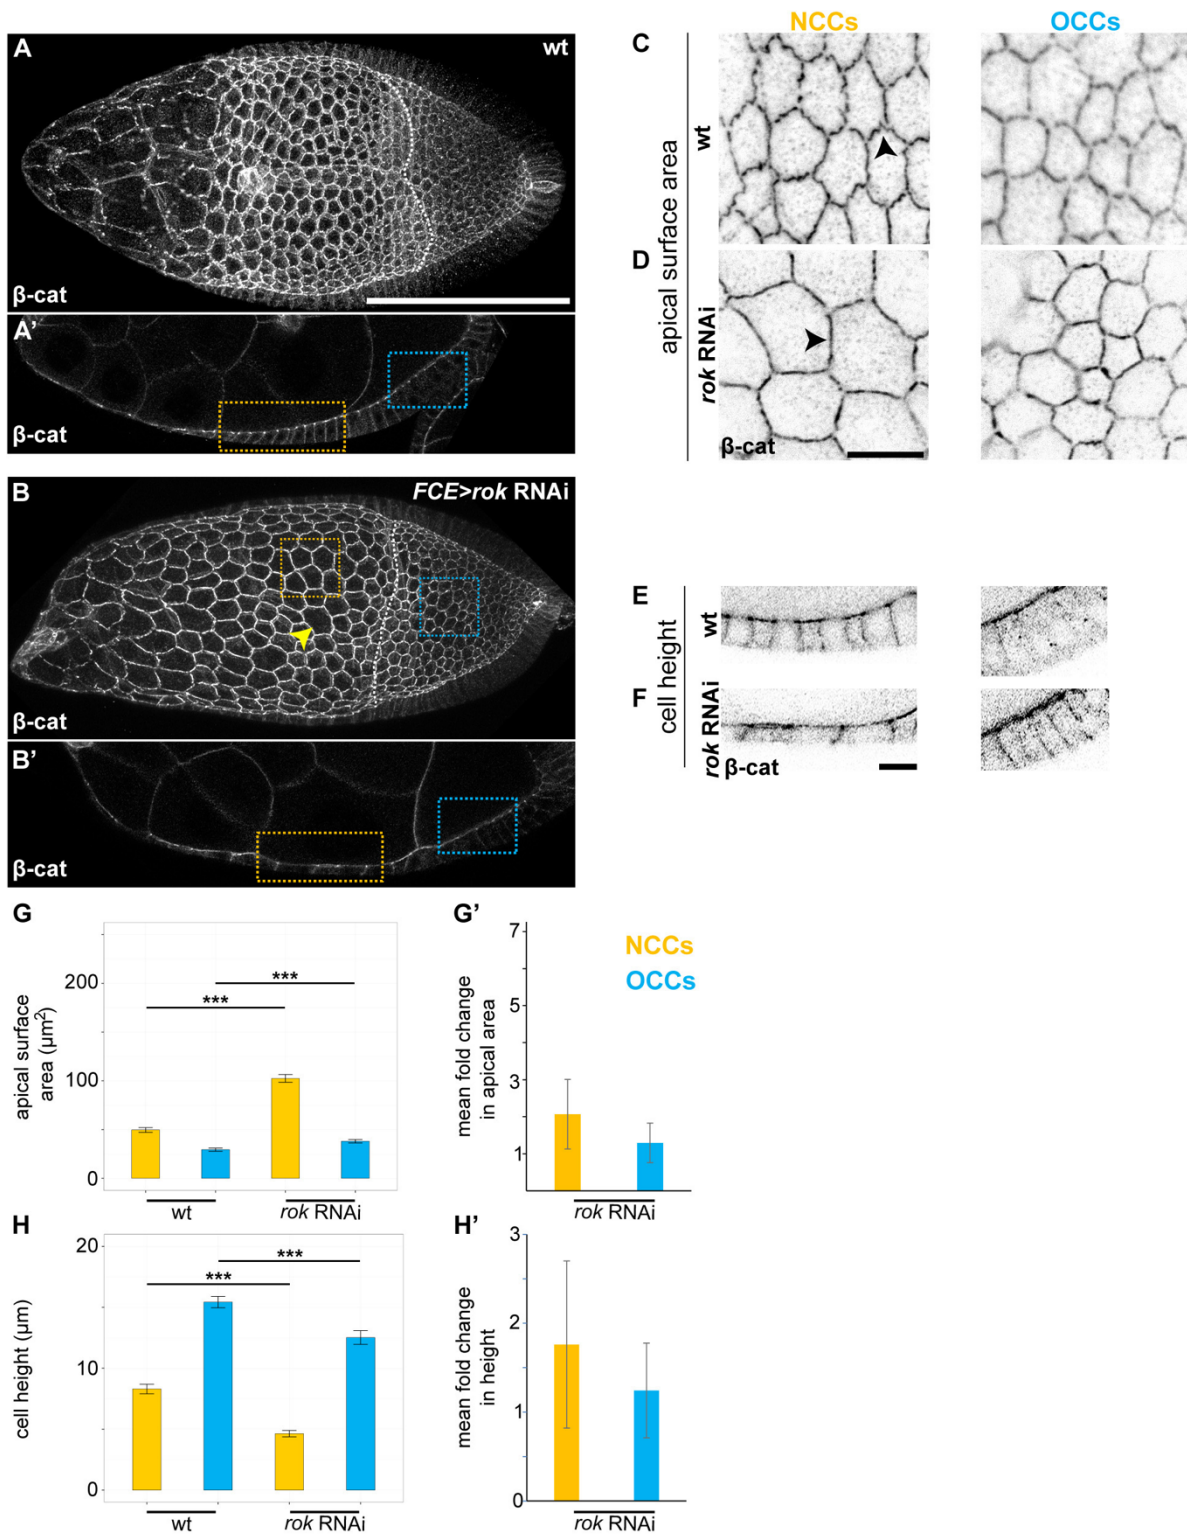 A
wt
β-cat
A'
β-cat
B
FCE>rok RNAi
β-cat
B'
β-cat
NCCs
OCCs
C
wt
D
rok RNAi
apical surface area
β-cat
E
wt
F
rok RNAi
cell height
β-cat
G
apical surface
area (μm²)
200
100
0
***
***
wt
rok RNAi
G'
mean fold change
in apical area
7
5
3
1
NCCs
OCCs
rok RNAi
H
cell height (μm)
20
10
0
***
***
wt
rok RNAi
H'
mean fold change
in height
3
2
1
0
rok RNAi